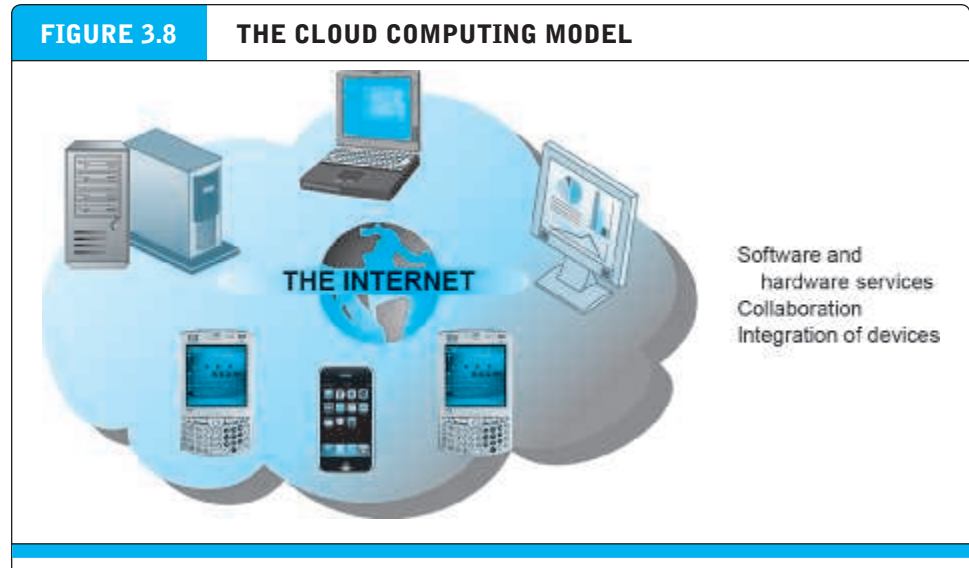 FIGURE 3.8 THE CLOUD COMPUTING MODEL
THE INTERNET
Software and
hardware services
Collaboration
Integration of devices